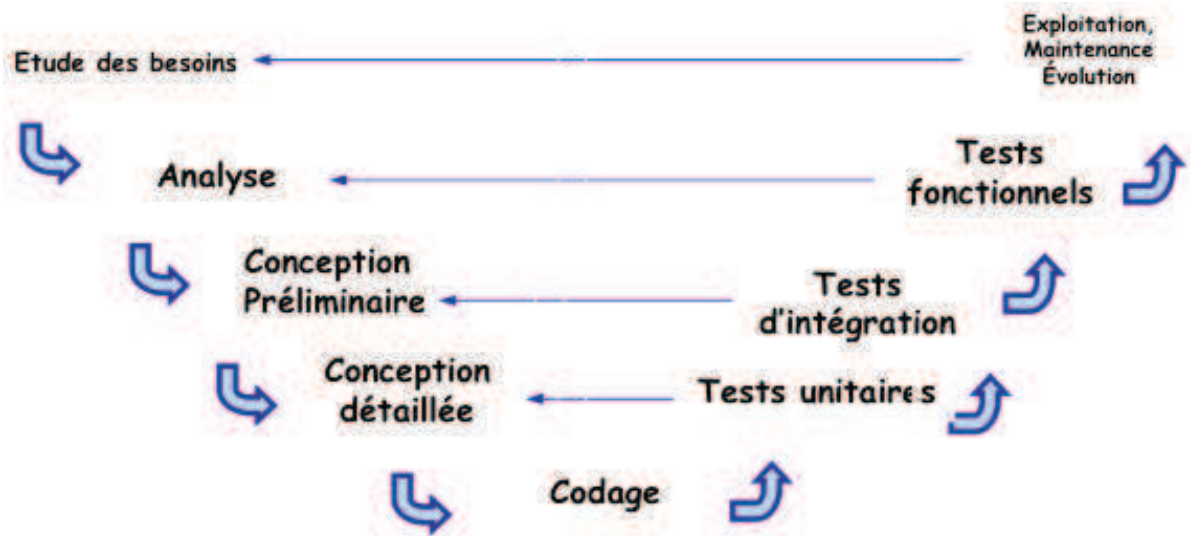 Etude des besoins
Exploitation,
Maintenance
Évolution
Analyse
Tests
fonctionnels
Conception
Préliminaire
Tests
d'intégration
Conception
détaillée
Tests unitaires
Codage